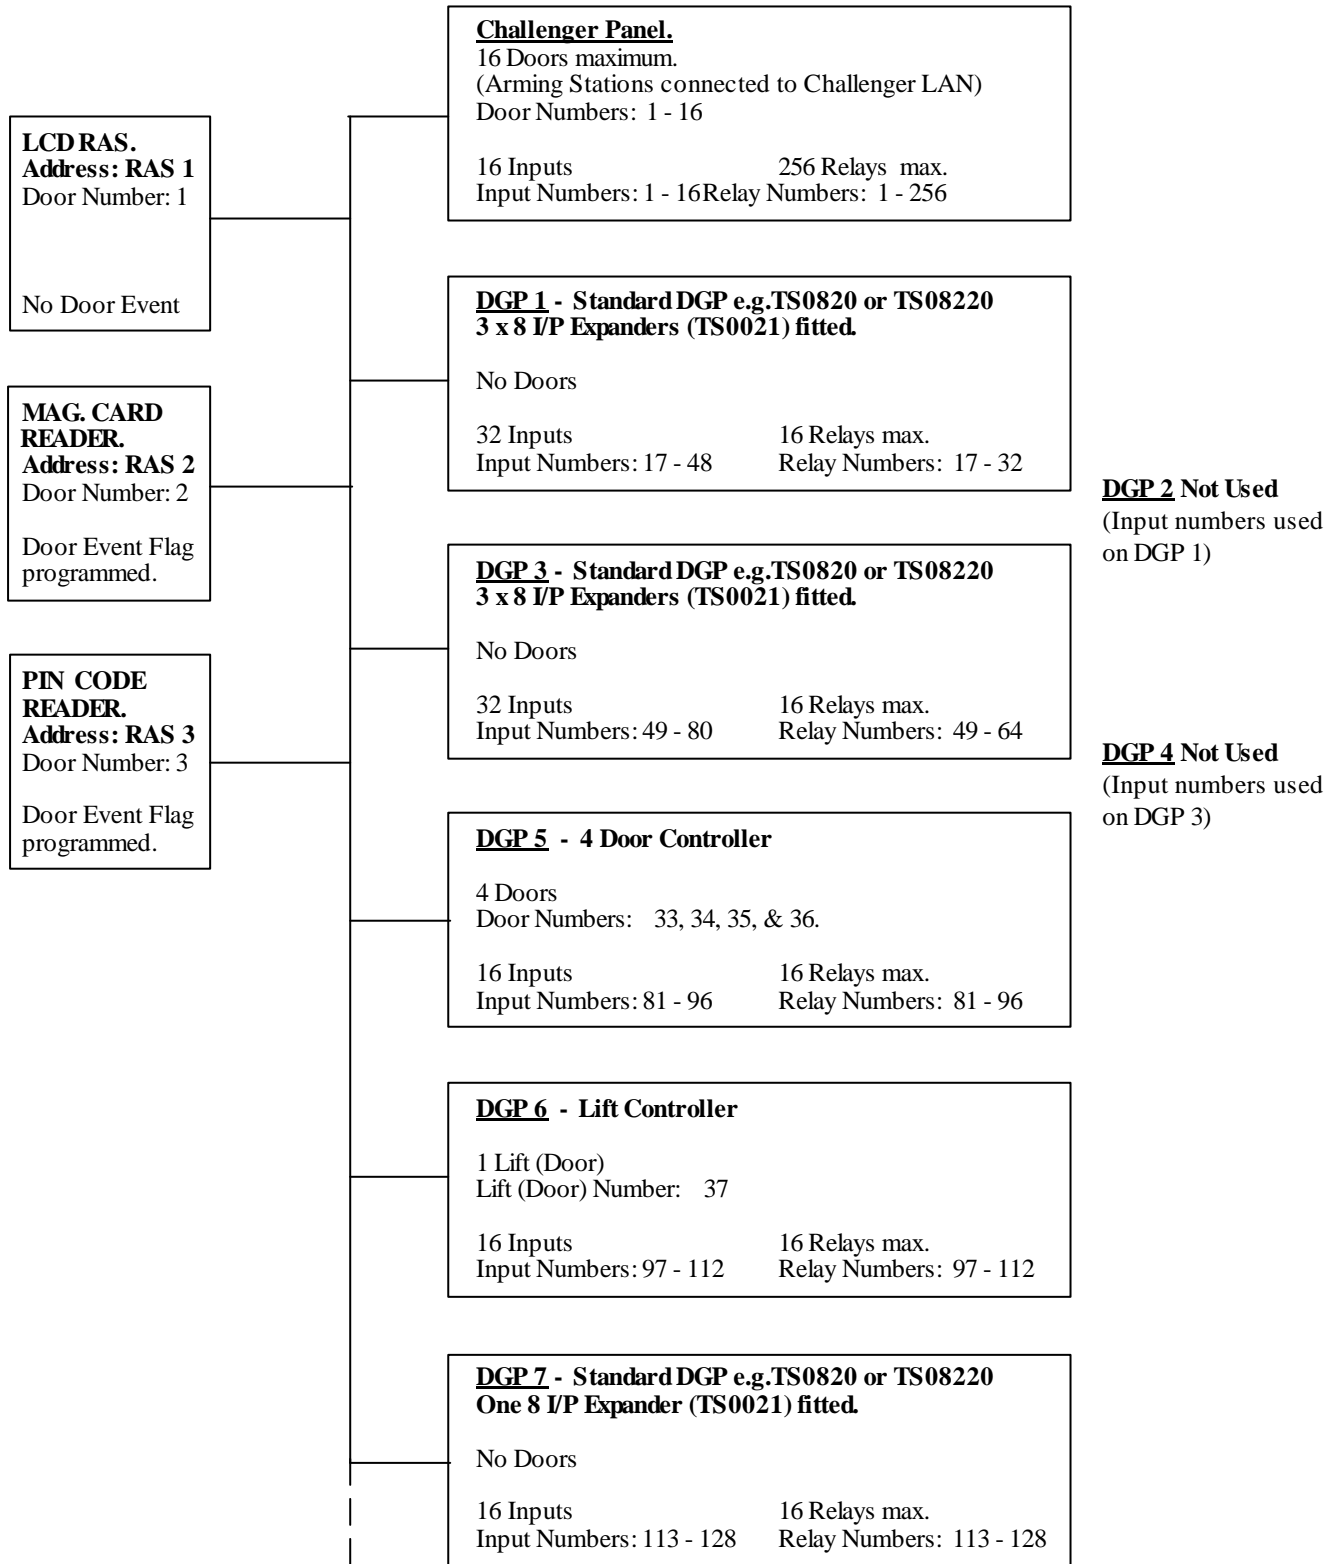 LCD RAS.
Address: RAS 1
Door Number: 1
No Door Event
MAG. CARD
READER.
Address: RAS 2
Door Number: 2
Door Event Flag
programmed.
PIN CODE
READER.
Address: RAS 3
Door Number: 3
Door Event Flag
programmed.
Challenger Panel.
16 Doors maximum.
(Arming Stations connected to Challenger LAN)
Door Numbers: 1 - 16
16 Inputs 256 Relays max.
Input Numbers: 1 - 16 Relay Numbers: 1 - 256
DGP 1 - Standard DGP e.g.TS0820 or TS08220
3 x 8 I/P Expanders (TS0021) fitted.
No Doors
32 Inputs 16 Relays max.
Input Numbers: 17 - 48 Relay Numbers: 17 - 32
DGP 2 Not Used
(Input numbers used
on DGP 1)
DGP 3 - Standard DGP e.g.TS0820 or TS08220
3 x 8 I/P Expanders (TS0021) fitted.
No Doors
32 Inputs 16 Relays max.
Input Numbers: 49 - 80 Relay Numbers: 49 - 64
DGP 4 Not Used
(Input numbers used
on DGP 3)
DGP 5 - 4 Door Controller
4 Doors
Door Numbers: 33, 34, 35, & 36.
16 Inputs 16 Relays max.
Input Numbers: 81 - 96 Relay Numbers: 81 - 96
DGP 6 - Lift Controller
1 Lift (Door)
Lift (Door) Number: 37
16 Inputs 16 Relays max.
Input Numbers: 97 - 112 Relay Numbers: 97 - 112
DGP 7 - Standard DGP e.g.TS0820 or TS08220
One 8 I/P Expander (TS0021) fitted.
No Doors
16 Inputs 16 Relays max.
Input Numbers: 113 - 128 Relay Numbers: 113 - 128